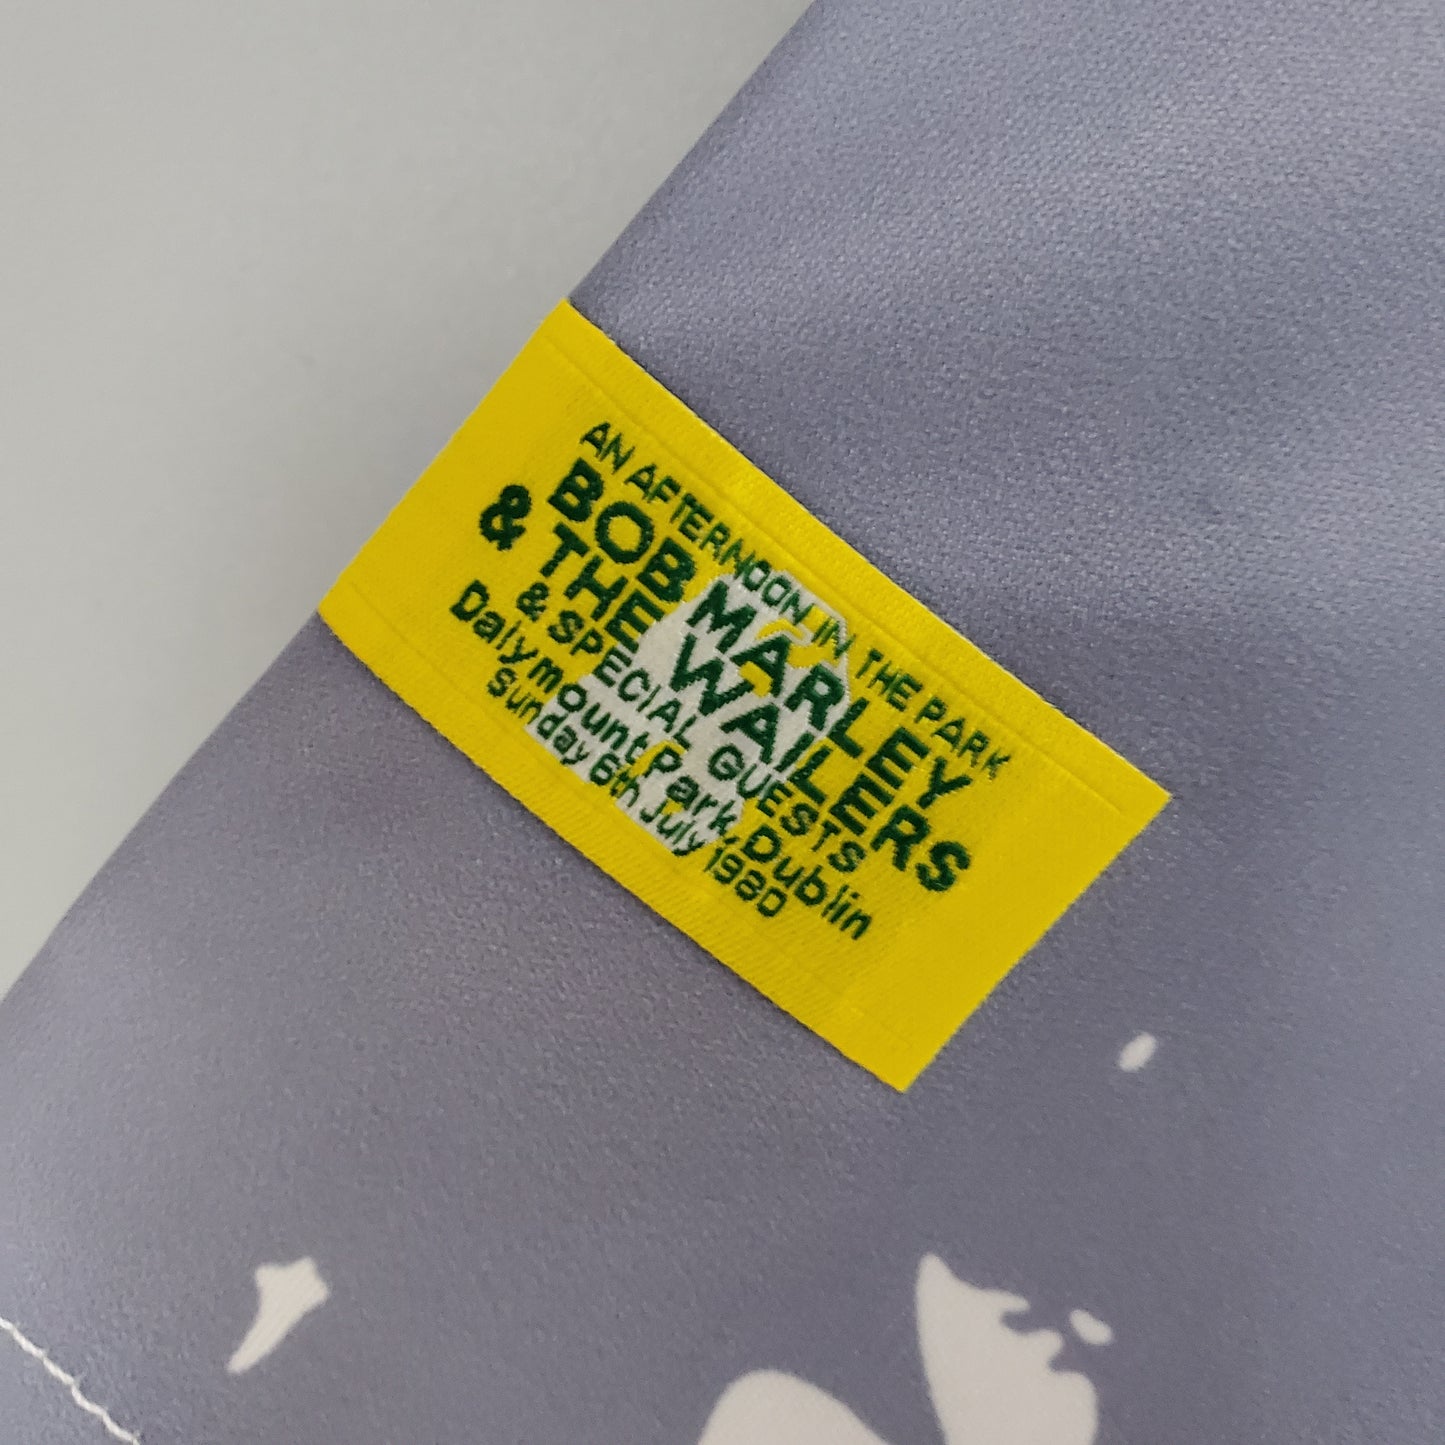 AN AFTERNOON IN THE PARK
BOB MARLEY
& THE WAILERS
& SPECIAL GUESTS
Dalymount Park, Dublin
Sunday 6th July 1980